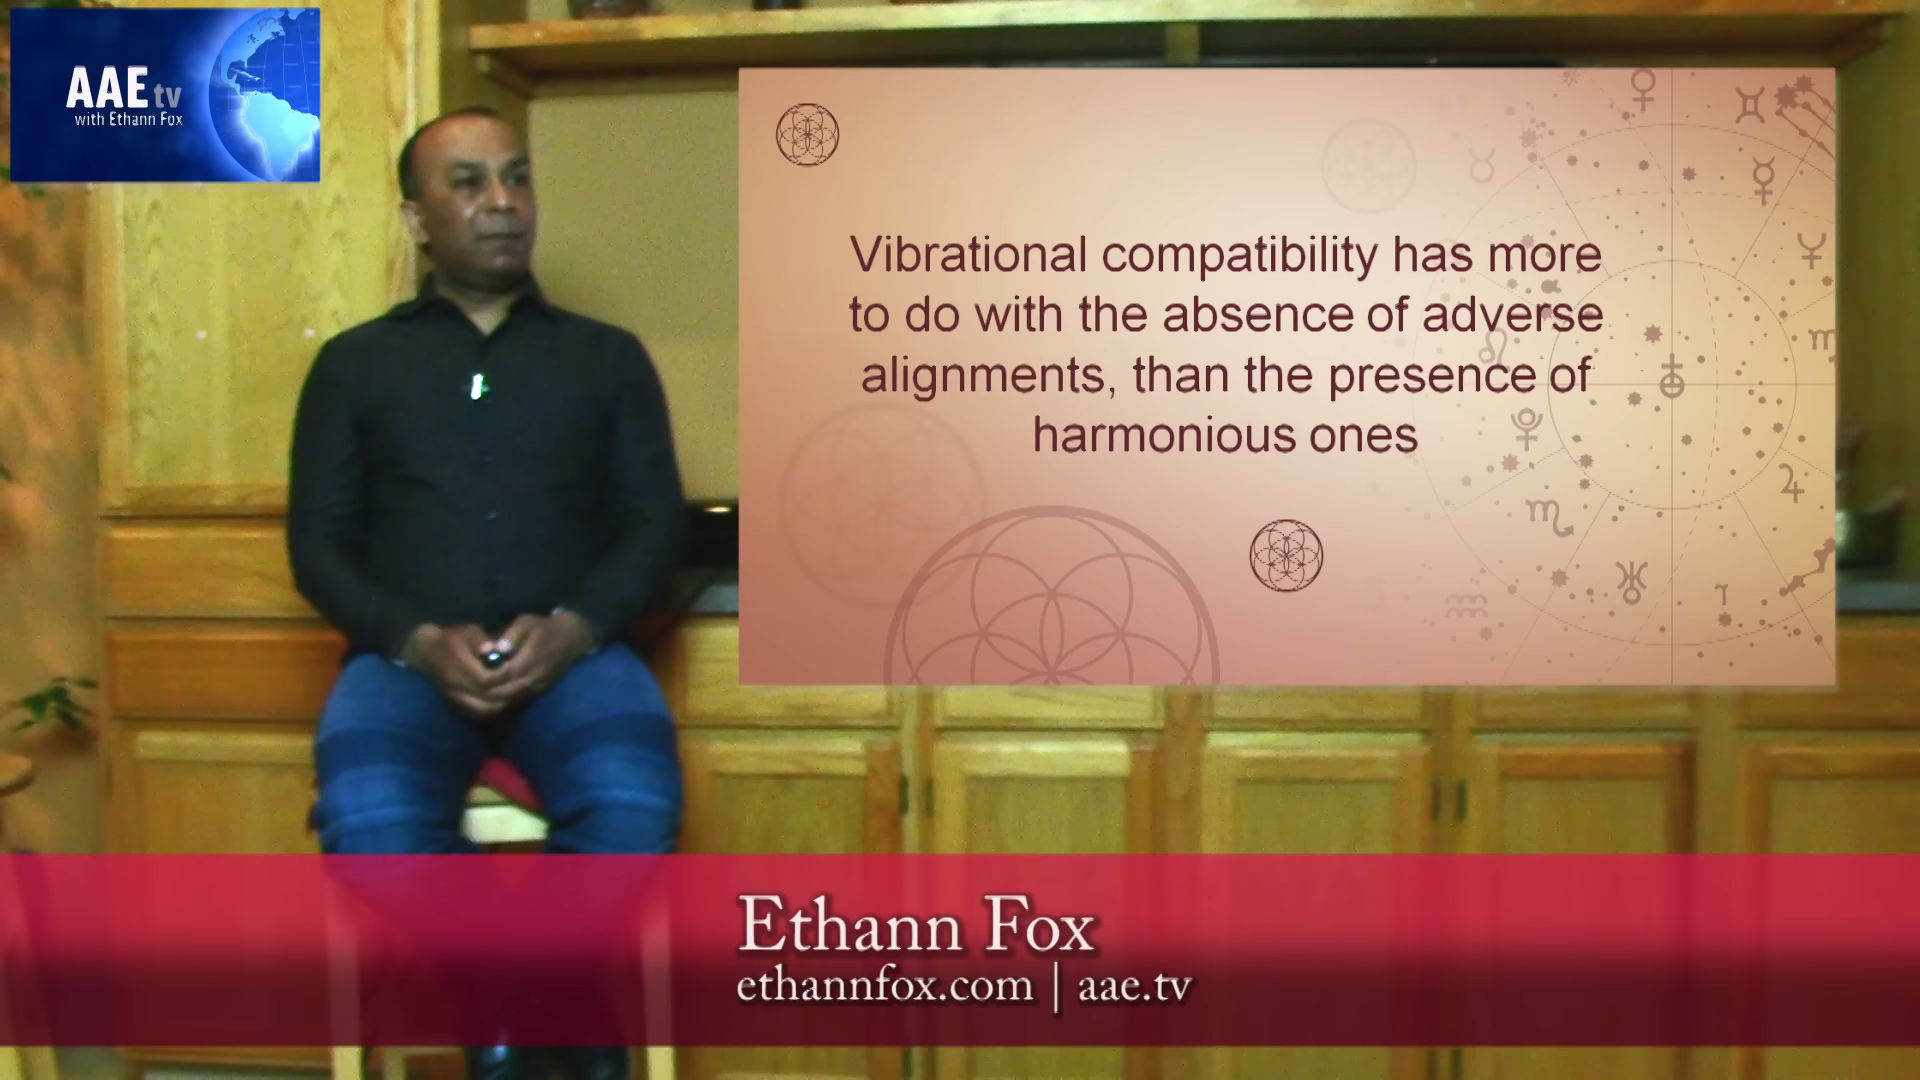 AAE tv
with Ethann Fox
Vibrational compatibility has more
to do with the absence of adverse
alignments, than the presence of
harmonious ones
Ethann Fox
ethannfox.com | aae.tv